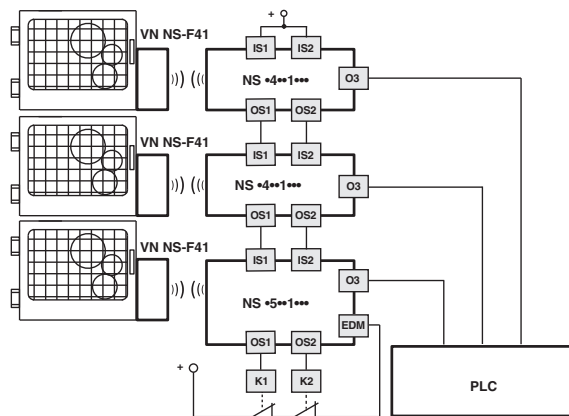 VN NS-F41
+
IS1 IS2
NS •4••1•••
O3
OS1 OS2
VN NS-F41
IS1 IS2
NS •4••1•••
O3
OS1 OS2
VN NS-F41
IS1 IS2
O3
NS •5••1•••
EDM
OS1 OS2
+
K1 K2
PLC